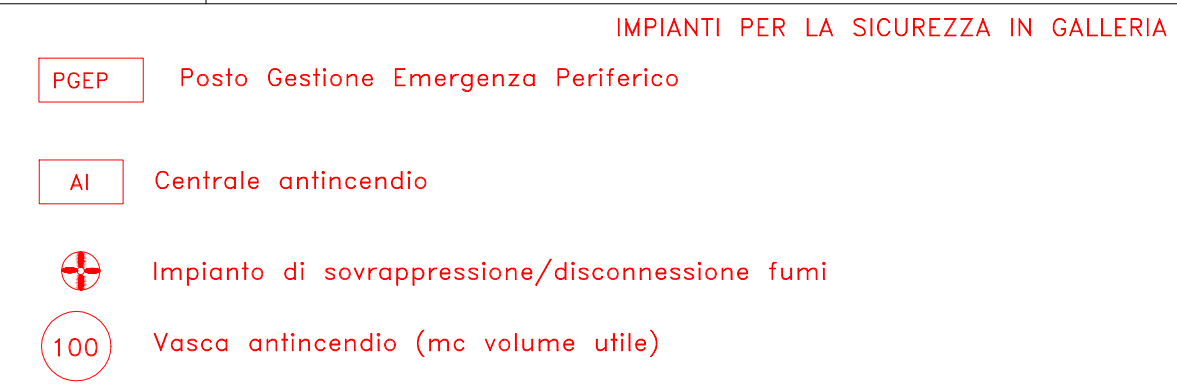 IMPIANTI PER LA SICUREZZA IN GALLERIA
PGEP Posto Gestione Emergenza Periferico
AI Centrale antincendio
Impianto di sovrappressione/disconnessione fumi
100 Vasca antincendio (mc volume utile)